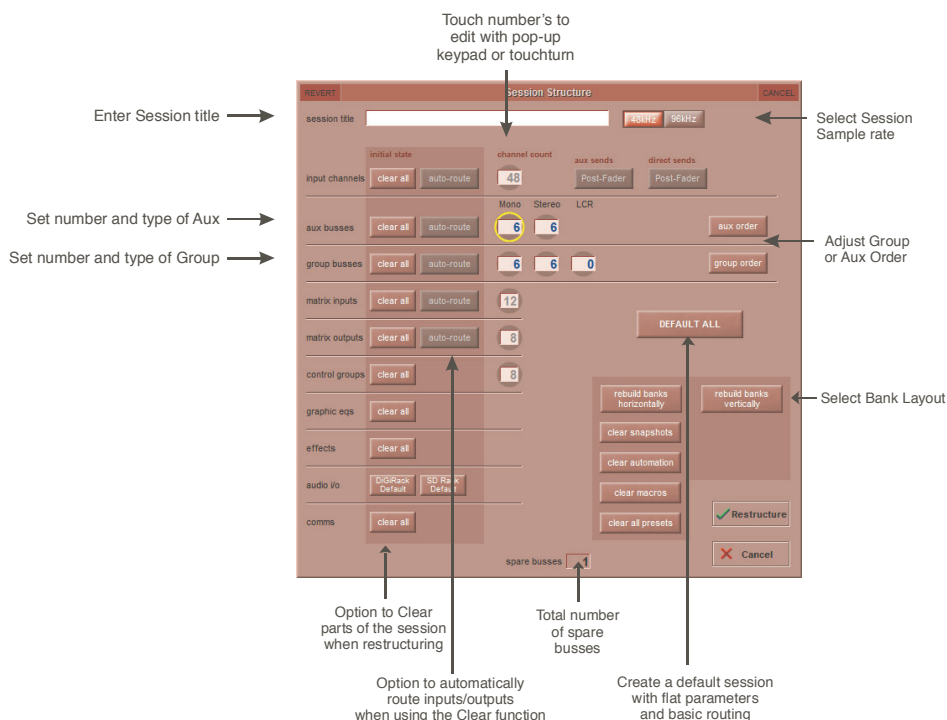 Touch number's to
edit with pop-up
keypad or touchturn
REVERT
Session Structure
CANCEL
Enter Session title
session title
48kHz
96kHz
Select Session
Sample rate
initial state
channel count
aux sends
direct sends
input channels
clear all
auto-route
48
Post-Fader
Post-Fader
Mono
Stereo
LCR
Set number and type of Aux
aux busses
clear all
auto-route
6
6
aux order
Adjust Group
or Aux Order
Set number and type of Group
group busses
clear all
auto-route
6
6
0
group order
matrix inputs
clear all
auto-route
12
DEFAULT ALL
matrix outputs
clear all
auto-route
8
control groups
clear all
8
rebuild banks
horizontally
rebuild banks
vertically
Select Bank Layout
graphic eqs
clear all
clear snapshots
effects
clear all
clear automation
audio i/o
DiGiRack
Default
SD Rack
Default
clear macros
comms
clear all
clear all presets
Restructure
Cancel
spare busses
1
Option to Clear
parts of the session
when restructuring
Total number
of spare
busses
Option to automatically
route inputs/outputs
when using the Clear function
Create a default session
with flat parameters
and basic routing